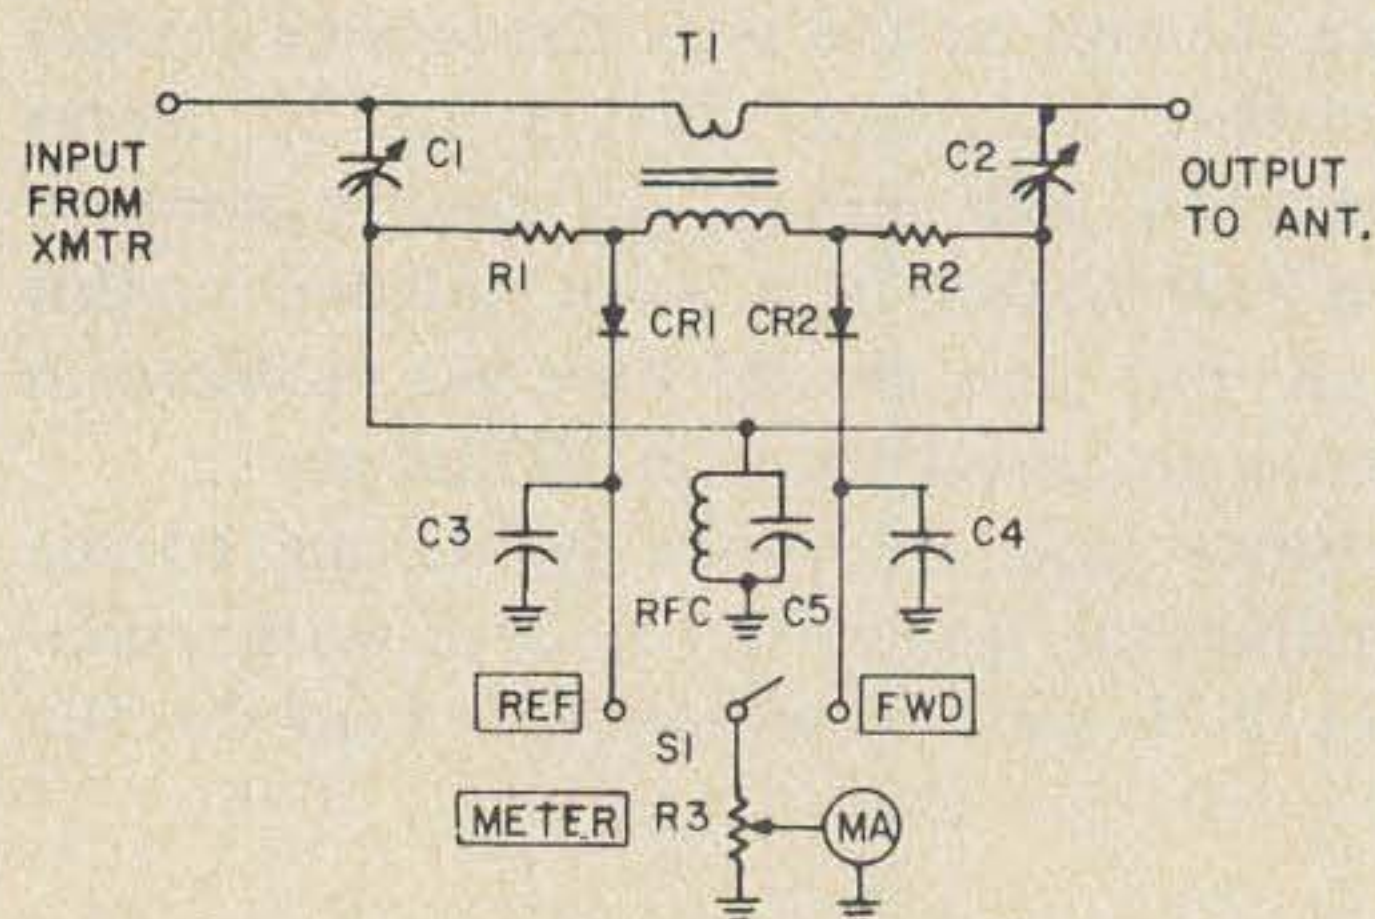 T1
INPUT
FROM
XMTR
C1
C2
OUTPUT
TO ANT.
R1
R2
CR1
CR2
C3
C4
RFC
C5
REF
FWD
S1
METER
R3
MA